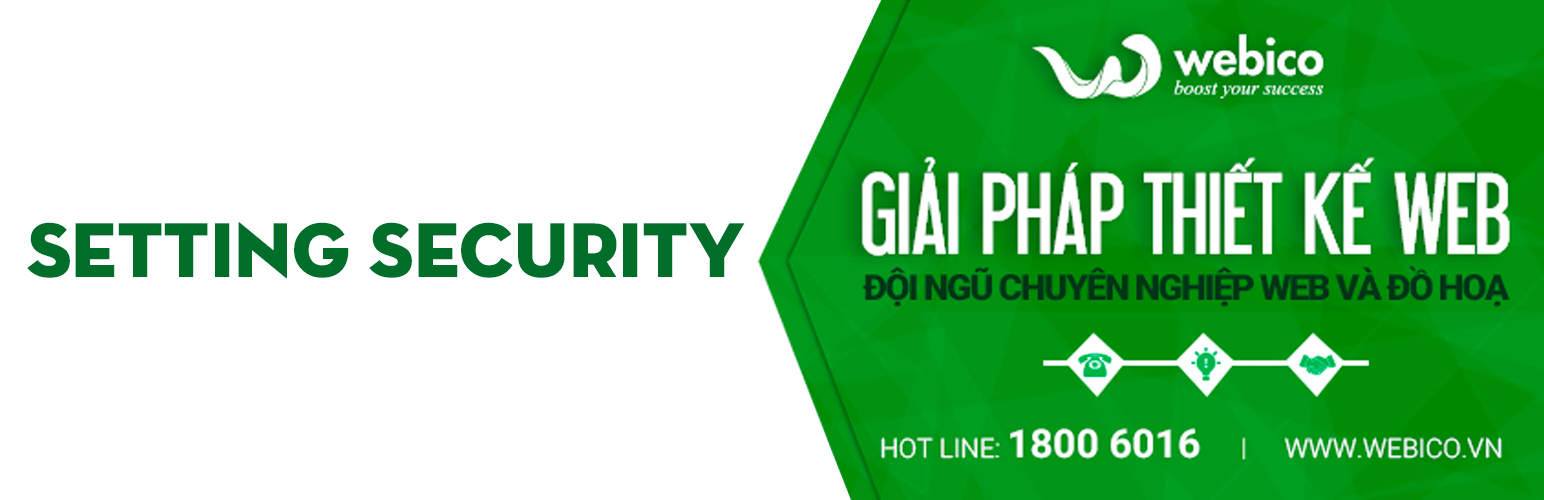 SETTING SECURITY
webico
boost your success
GIẢI PHÁP THIẾT KẾ WEB
ĐỘI NGŨ CHUYÊN NGHIỆP WEB VÀ ĐỒ HOẠ
HOT LINE: 1800 6016 | WWW.WEBICO.VN